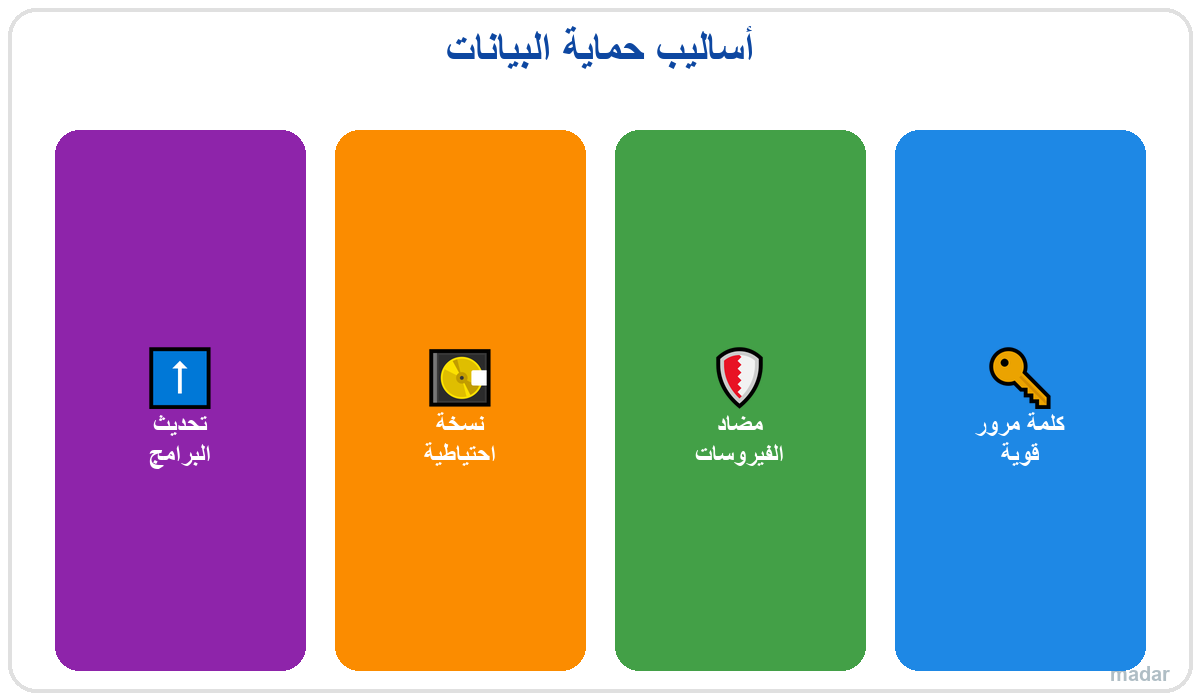 أساليب حماية البيانات
كلمة مرور
قوية
مضاد
الفيروسات
نسخة
احتياطية
تحديث
البرامج
madar